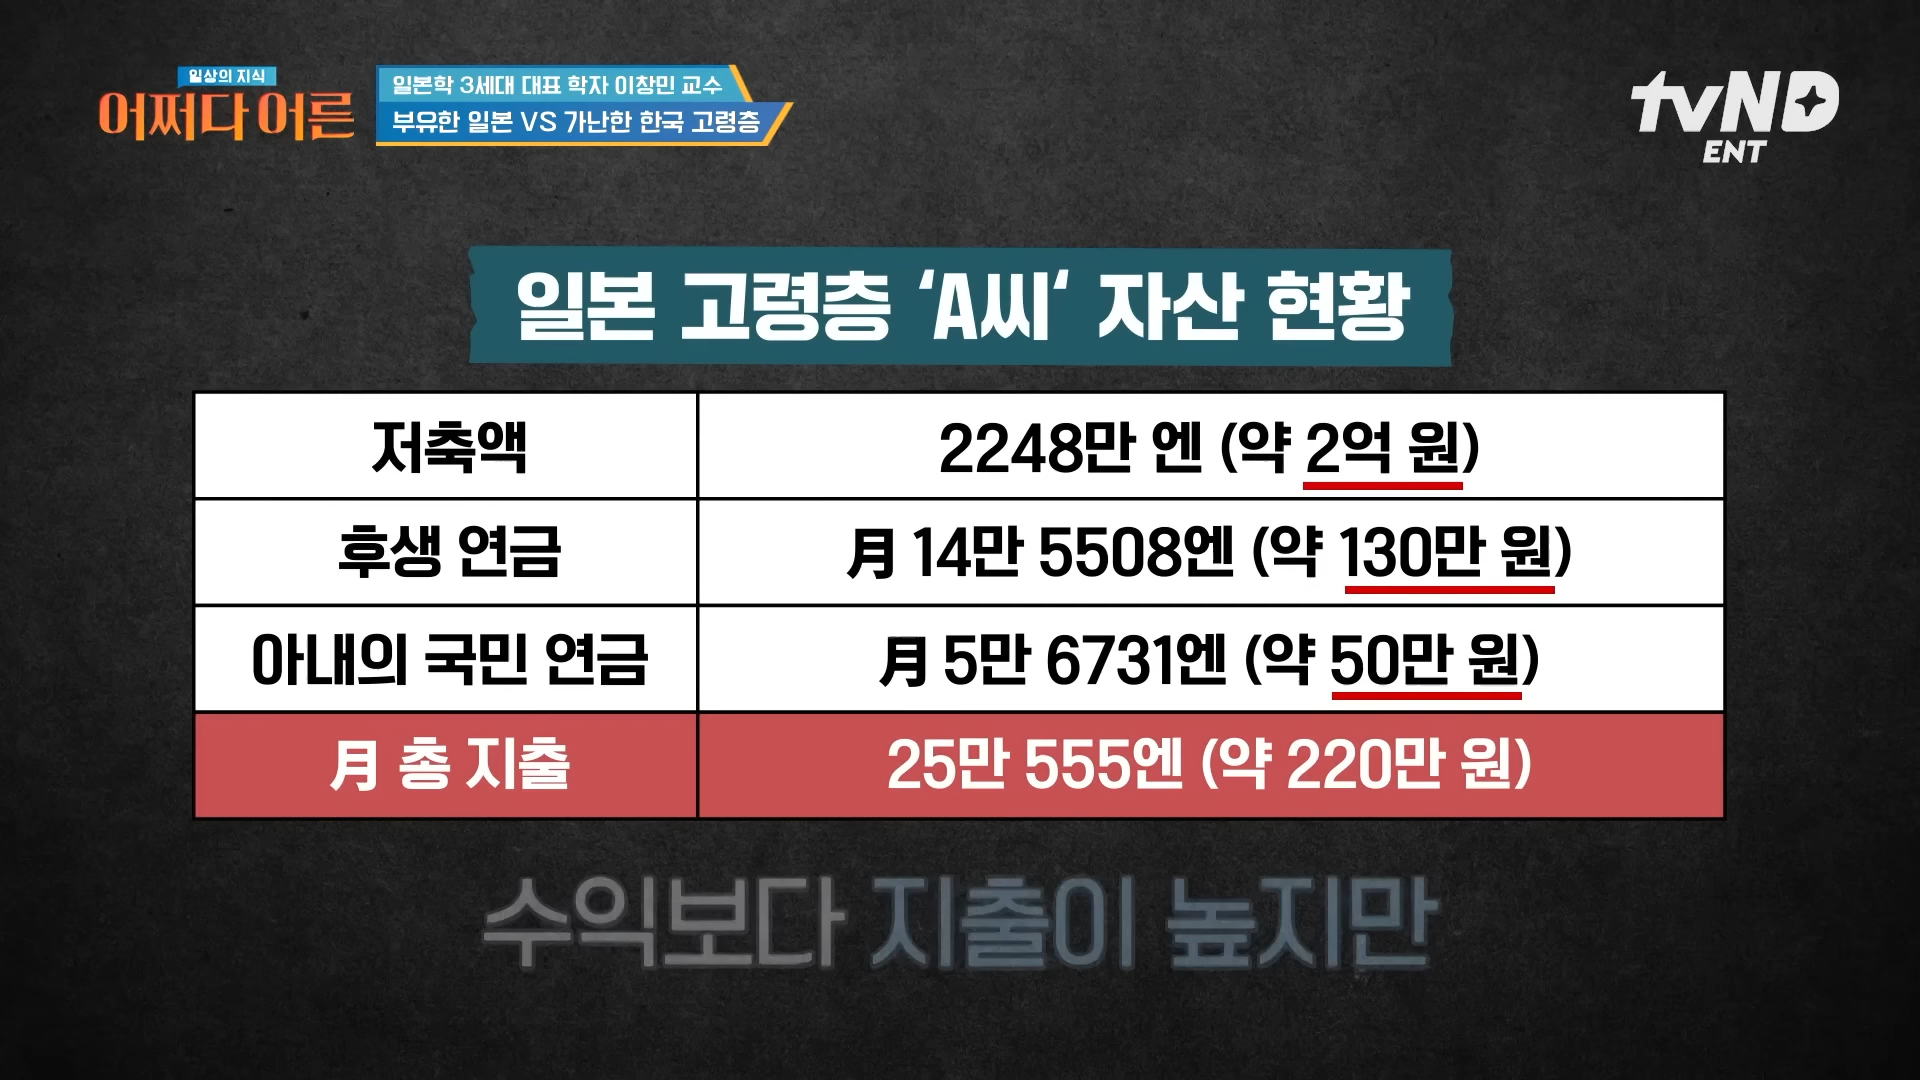 일상의 지식
어쩌다 어른
일본학 3세대 대표 학자 이창민 교수
부유한 일본 VS 가난한 한국 고령층
tvND
ENT
일본 고령층 ‘A씨‘ 자산 현황
저축액 2248만 엔 (약 2억 원)
후생 연금 月 14만 5508엔 (약 130만 원)
아내의 국민 연금 月 5만 6731엔 (약 50만 원)
月 총 지출 25만 555엔 (약 220만 원)
수익보다 지출이 높지만